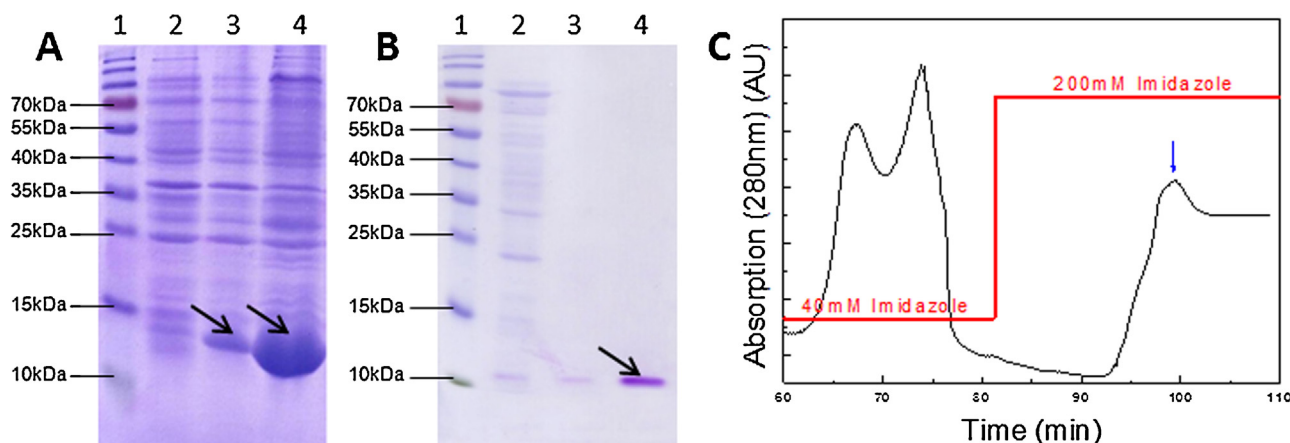 A
1 2 3 4
70kDa
55kDa
40kDa
35kDa
25kDa
15kDa
10kDa
B
1 2 3 4
70kDa
55kDa
40kDa
35kDa
25kDa
15kDa
10kDa
C
Absorption (280nm) (AU)
200mM Imidazole
40mM Imidazole
60 70 80 90 100 110
Time (min)